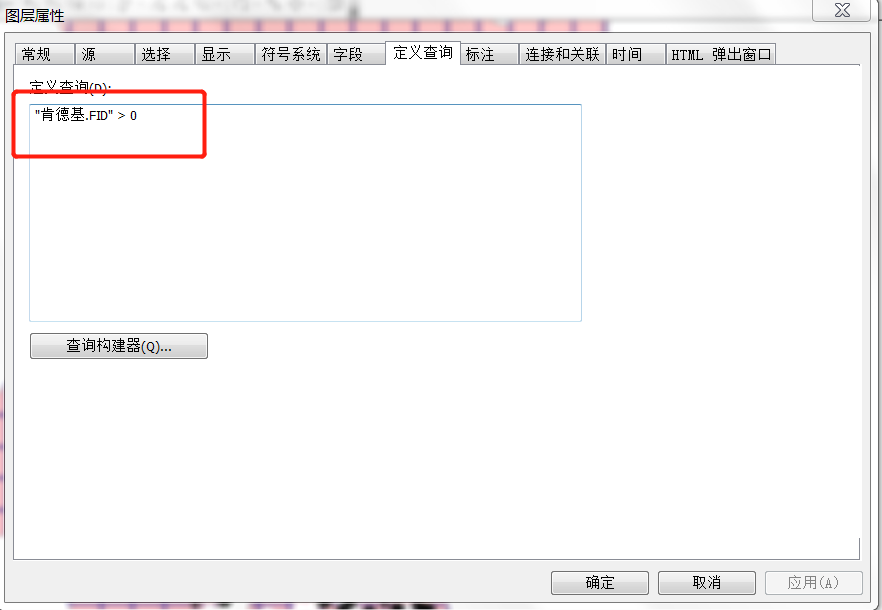 图层属性
常规 源 选择 显示 符号系统 字段 定义查询 标注 连接和关联 时间 HTML 弹出窗口
定义查询(D):
"肯德基.FID" > 0
查询构建器(Q)...
确定 取消 应用(A)